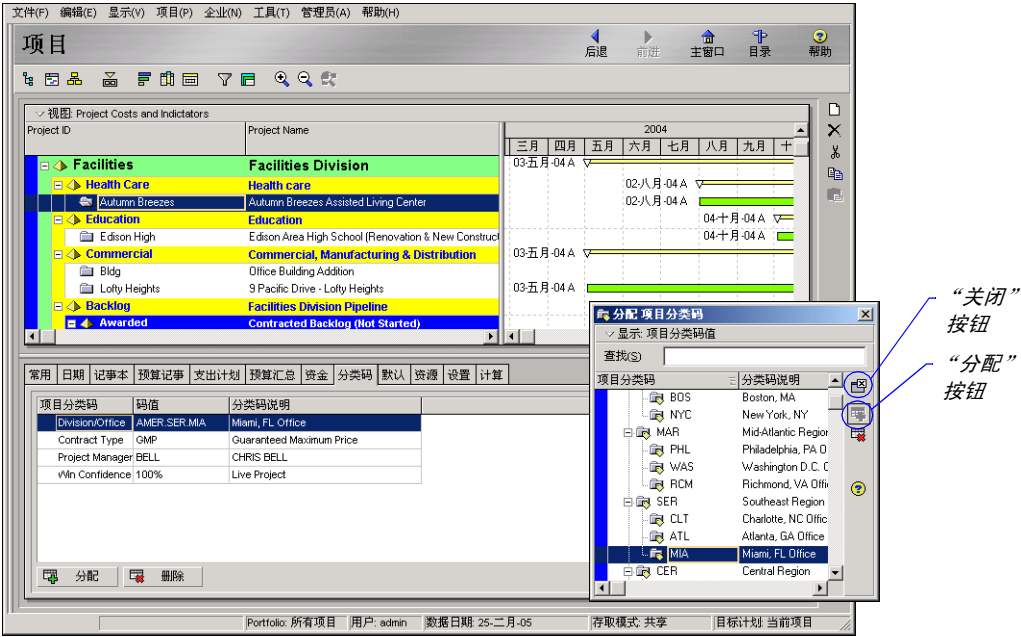 文件(F) 编辑(E) 显示(V) 项目(P) 企业(N) 工具(T) 管理员(A) 帮助(H)
项目
后退 前进 主窗口 目录 帮助
视图: Project Costs and Indictators
Project ID Project Name 2004
三月 四月 五月 六月 七月 八月 九月 十
Facilities Facilities Division 03-五月-04 A
Health Care Health care 02-八月-04 A
Autumn Breezes Autumn Breezes Assisted Living Center 02-八月-04 A
Education Education 04-十月-04 A
Edison High Edison Area High School (Renovation & New Construct 04-十月-04 A
Commercial Commercial, Manufacturing & Distribution 03-五月-04 A
Bldg Office Building Addition
Lofty Heights 9 Pacific Drive - Lofty Heights 03-五月-04 A
Backlog Facilities Division Pipeline
Awarded Contracted Backlog (Not Started)
常用 日期 记事本 预算记事 支出计划 预算汇总 资金 分类码 默认 资源 设置 计算
项目分类码 码值 分类码说明
Division/Office AMER.SER.MIA Miami, FL Office
Contract Type GMP Guaranteed Maximum Price
Project Manager BELL CHRIS BELL
Win Confidence 100% Live Project
分配 删除
Portfolio: 所有项目 用户: admin 数据日期: 25-二月-05 存取模式: 共享 目标计划: 当前项目
分配 项目分类码
显示: 项目分类码值
查找(S)
项目分类码 分类码说明
BOS Boston, MA
NYC New York, NY
MAR Mid-Atlantic Region
PHL Philadelphia, PA O
WAS Washington D.C. O
RCM Richmond, VA Offi
SER Southeast Region
CLT Charlotte, NC Offic
ATL Atlanta, GA Office
MIA Miami, FL Office
CER Central Region
“关闭”
按钮
“分配”
按钮